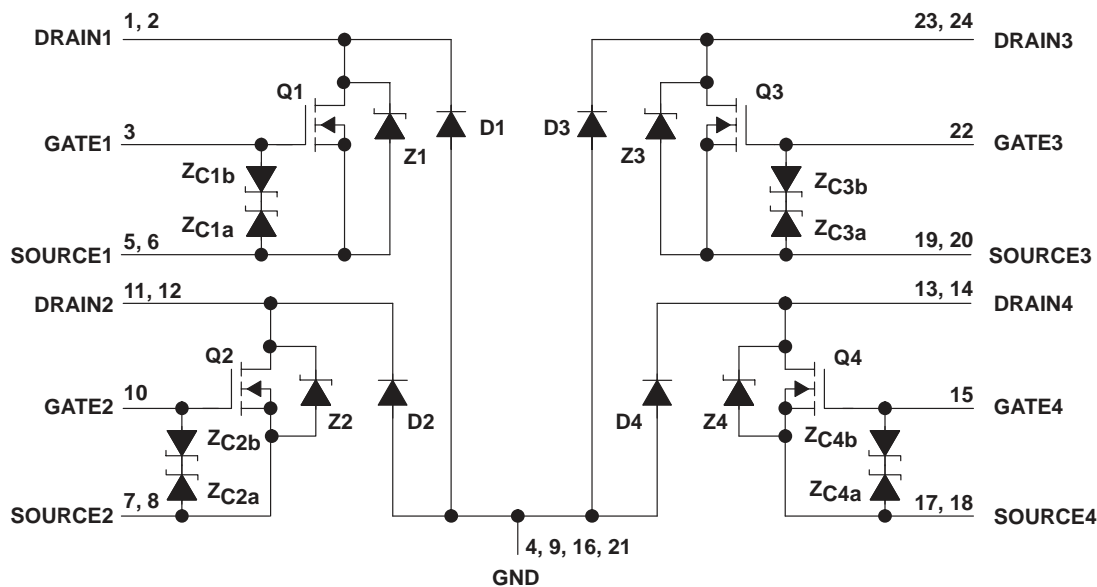 1, 2
23, 24
DRAIN1
DRAIN3
Q1
Q3
3
D1
D3
22
GATE1
Z1
Z3
GATE3
ZC1b
ZC3b
ZC1a
ZC3a
5, 6
19, 20
SOURCE1
SOURCE3
11, 12
13, 14
DRAIN2
DRAIN4
Q2
Q4
10
15
GATE2
Z2
D2
D4
Z4
GATE4
ZC2b
ZC4b
ZC2a
ZC4a
7, 8
17, 18
SOURCE2
SOURCE4
4, 9, 16, 21
GND